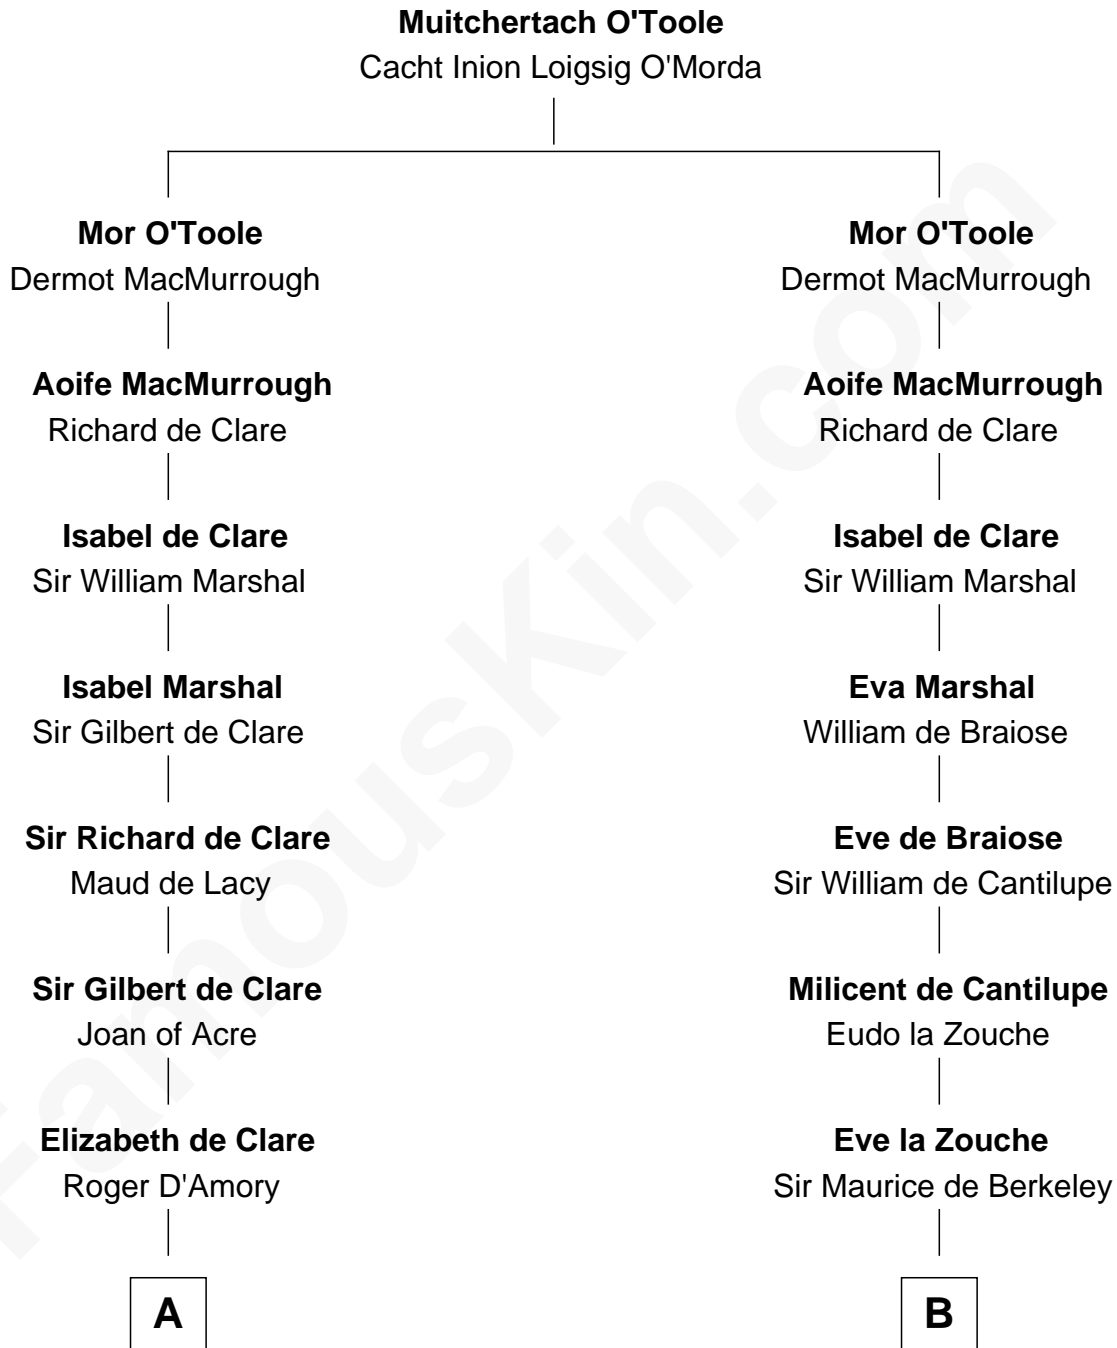 Muitchertach O'Toole
Cacht Inion Loigsig O'Morda
Mor O'Toole
Dermot MacMurrough
Aoife MacMurrough
Richard de Clare
Isabel de Clare
Sir William Marshal
Isabel Marshal
Sir Gilbert de Clare
Sir Richard de Clare
Maud de Lacy
Sir Gilbert de Clare
Joan of Acre
Elizabeth de Clare
Roger D'Amory
A
Mor O'Toole
Dermot MacMurrough
Aoife MacMurrough
Richard de Clare
Isabel de Clare
Sir William Marshal
Eva Marshal
William de Braiose
Eve de Braiose
Sir William de Cantilupe
Milicent de Cantilupe
Eudo la Zouche
Eve la Zouche
Sir Maurice de Berkeley
B
FamousKin.com